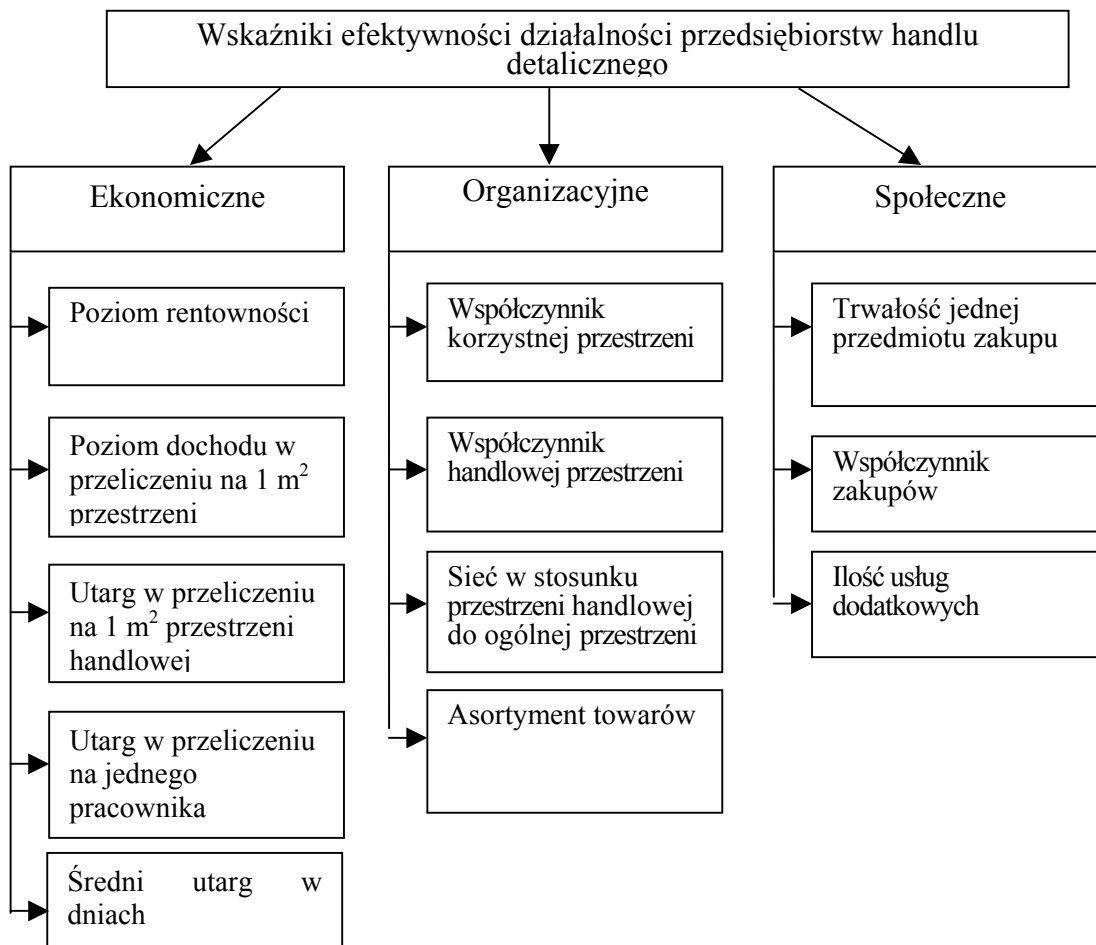 Wskaźniki efektywności działalności przedsiębiorstw handlu
detalicznego
Ekonomiczne
Poziom rentowności
Poziom dochodu w
przeliczeniu na 1 m²
przestrzeni
Utarg w przeliczeniu
na 1 m² przestrzeni
handlowej
Utarg w przeliczeniu
na jednego
pracownika
Średni utarg w
dniach
Organizacyjne
Współczynnik
korzystnej przestrzeni
Współczynnik
handlowej przestrzeni
Sieć w stosunku
przestrzeni handlowej
do ogólnej przestrzeni
Asortyment towarów
Społeczne
Trwałość jednej
przedmiotu zakupu
Współczynnik
zakupów
Ilość usług
dodatkowych